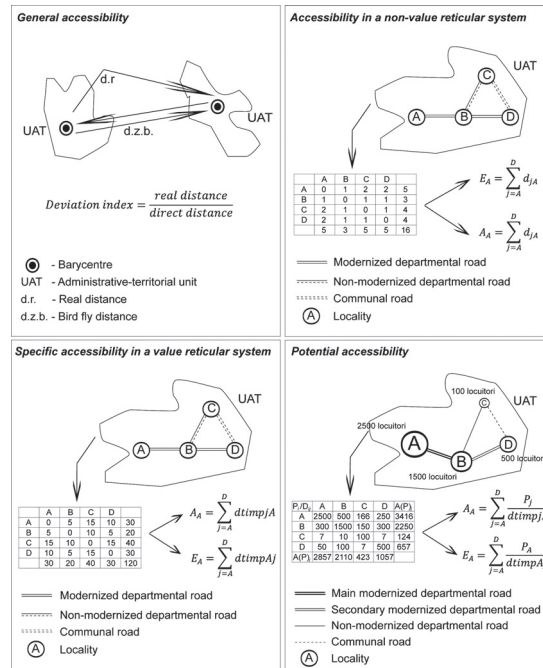 General accessibility
d.r
UAT
UAT
d.z.b.
Deviation index = real distance / direct distance
- Barycentre
UAT - Administrative-territorial unit
d.r. - Real distance
d.z.b. - Bird fly distance
Accessibility in a non-value reticular system
UAT
C
A B D
A B C D
A 0 1 2 2 5
B 1 0 1 1 3
C 2 1 0 1 4
D 2 1 1 0 4
5 3 5 5 16
E_A = ∑_{j=A}^{D} d_{jA}
A_A = ∑_{j=A}^{D} d_{jA}
Modernized departmental road
Non-modernized departmental road
Communal road
A Locality
Specific accessibility in a value reticular system
UAT
C
A B D
A B C D
A 0 5 15 10 30
B 5 0 10 5 20
C 15 10 0 15 40
D 10 5 15 0 30
30 20 40 30 120
A_A = ∑_{j=A}^{D} dtimpjA
E_A = ∑_{j=A}^{D} dtimpAj
Modernized departmental road
Non-modernized departmental road
Communal road
A Locality
Potential accessibility
UAT
100 locuitori
C
2500 locuitori
A
D
500 locuitori
B
1500 locuitori
P_i/D_ij A B C D A(P)_i
A 2500 500 166 250 3416
B 300 1500 150 300 2250
C 7 10 100 7 124
D 50 100 7 500 657
A(P)_j 2857 2110 423 1057
A_A = ∑_{j=A}^{D} P_j / dtimpjA
E_A = ∑_{j=A}^{D} P_A / dtimpAj
Main modernized departmental road
Secondary modernized departmental road
Non-modernized departmental road
Communal road
A Locality